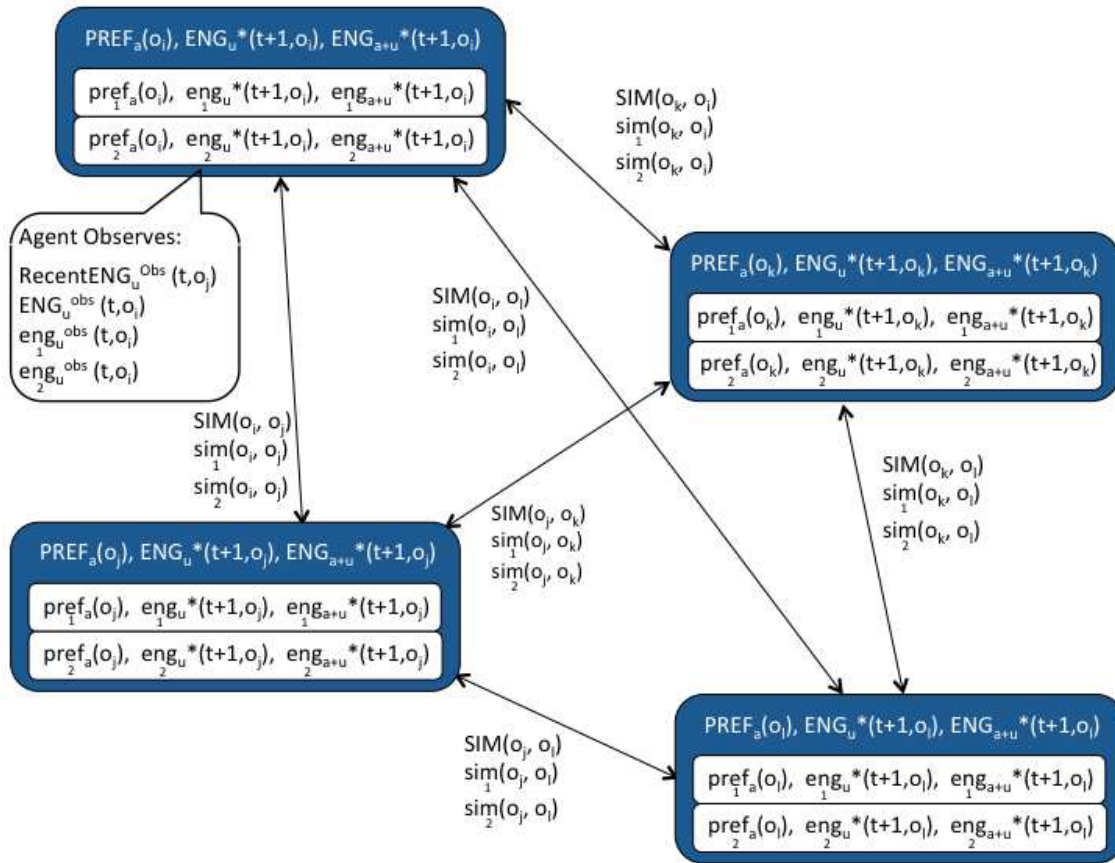 PREFₐ(oᵢ), ENGᵤ*(t+1,oᵢ), ENGₐ₊ᵤ*(t+1,oᵢ)
pref₁ₐ(oᵢ), eng₁ᵤ*(t+1,oᵢ), eng₁ₐ₊ᵤ*(t+1,oᵢ)
pref₂ₐ(oᵢ), eng₂ᵤ*(t+1,oᵢ), eng₂ₐ₊ᵤ*(t+1,oᵢ)
SIM(oₖ, oᵢ)
sim₁(oₖ, oᵢ)
sim₂(oₖ, oᵢ)
Agent Observes:
RecentENGᵤᴼᵇˢ (t,oⱼ)
ENGᵤᵒᵇˢ (t,oᵢ)
eng₁ᵤᵒᵇˢ (t,oᵢ)
eng₂ᵤᵒᵇˢ (t,oᵢ)
SIM(oᵢ, oₗ)
sim₁(oᵢ, oₗ)
sim₂(oᵢ, oₗ)
PREFₐ(oₖ), ENGᵤ*(t+1,oₖ), ENGₐ₊ᵤ*(t+1,oₖ)
pref₁ₐ(oₖ), eng₁ᵤ*(t+1,oₖ), eng₁ₐ₊ᵤ*(t+1,oₖ)
pref₂ₐ(oₖ), eng₂ᵤ*(t+1,oₖ), eng₂ₐ₊ᵤ*(t+1,oₖ)
SIM(oᵢ, oⱼ)
sim₁(oᵢ, oⱼ)
sim₂(oᵢ, oⱼ)
SIM(oₖ, oₗ)
sim₁(oₖ, oₗ)
sim₂(oₖ, oₗ)
SIM(oⱼ, oₖ)
sim₁(oⱼ, oₖ)
sim₂(oⱼ, oₖ)
PREFₐ(oⱼ), ENGᵤ*(t+1,oⱼ), ENGₐ₊ᵤ*(t+1,oⱼ)
pref₁ₐ(oⱼ), eng₁ᵤ*(t+1,oⱼ), eng₁ₐ₊ᵤ*(t+1,oⱼ)
pref₂ₐ(oⱼ), eng₂ᵤ*(t+1,oⱼ), eng₂ₐ₊ᵤ*(t+1,oⱼ)
SIM(oⱼ, oₗ)
sim₁(oⱼ, oₗ)
sim₂(oⱼ, oₗ)
PREFₐ(oₗ), ENGᵤ*(t+1,oₗ), ENGₐ₊ᵤ*(t+1,oₗ)
pref₁ₐ(oₗ), eng₁ᵤ*(t+1,oₗ), eng₁ₐ₊ᵤ*(t+1,oₗ)
pref₂ₐ(oₗ), eng₂ᵤ*(t+1,oₗ), eng₂ₐ₊ᵤ*(t+1,oₗ)